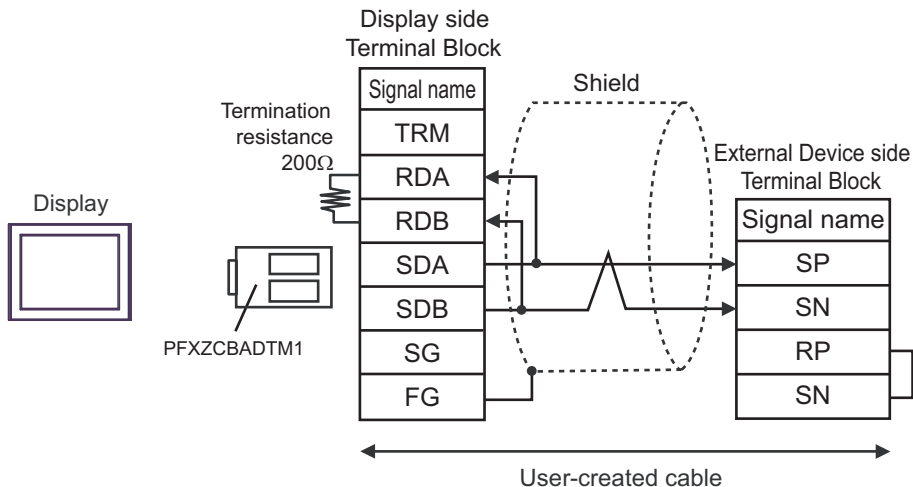 Display side
Terminal Block
Signal name
TRM
RDA
RDB
SDA
SDB
SG
FG
Termination
resistance
200Ω
Shield
External Device side
Terminal Block
Signal name
SP
SN
RP
SN
Display
PFXZCBADTM1
User-created cable